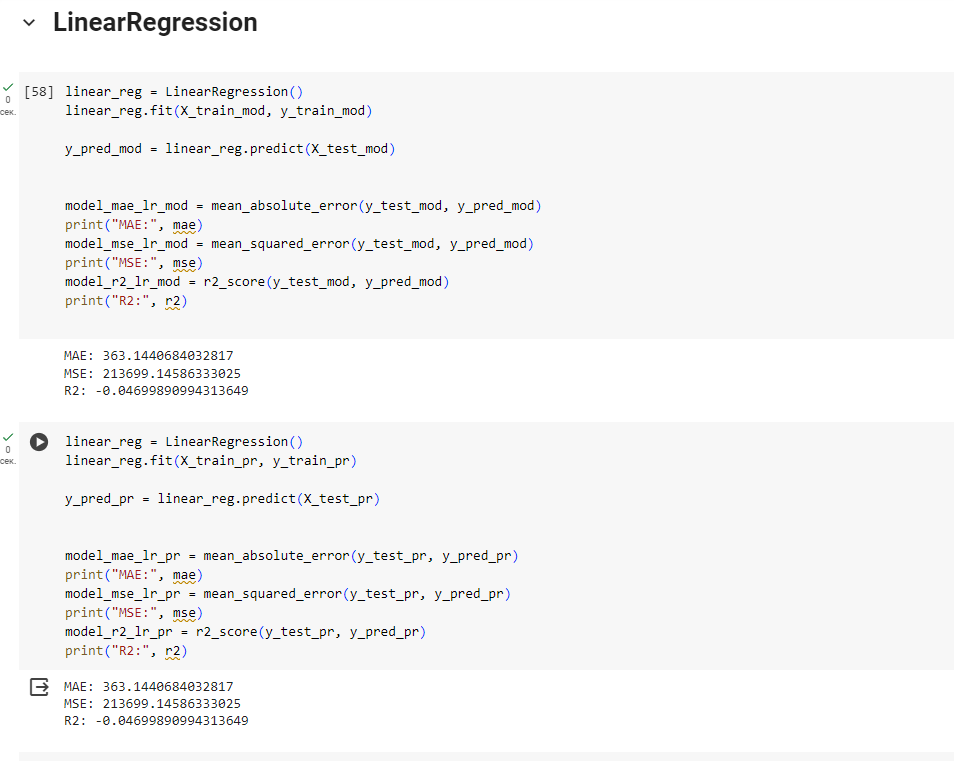 LinearRegression
[58] linear_reg = LinearRegression()
linear_reg.fit(X_train_mod, y_train_mod)
y_pred_mod = linear_reg.predict(X_test_mod)
model_mae_lr_mod = mean_absolute_error(y_test_mod, y_pred_mod)
print("MAE:", mae)
model_mse_lr_mod = mean_squared_error(y_test_mod, y_pred_mod)
print("MSE:", mse)
model_r2_lr_mod = r2_score(y_test_mod, y_pred_mod)
print("R2:", r2)
0
сек.
MAE: 363.1440684032817
MSE: 213699.14586333025
R2: -0.04699890994313649
linear_reg = LinearRegression()
linear_reg.fit(X_train_pr, y_train_pr)
y_pred_pr = linear_reg.predict(X_test_pr)
model_mae_lr_pr = mean_absolute_error(y_test_pr, y_pred_pr)
print("MAE:", mae)
model_mse_lr_pr = mean_squared_error(y_test_pr, y_pred_pr)
print("MSE:", mse)
model_r2_lr_pr = r2_score(y_test_pr, y_pred_pr)
print("R2:", r2)
0
сек.
MAE: 363.1440684032817
MSE: 213699.14586333025
R2: -0.04699890994313649